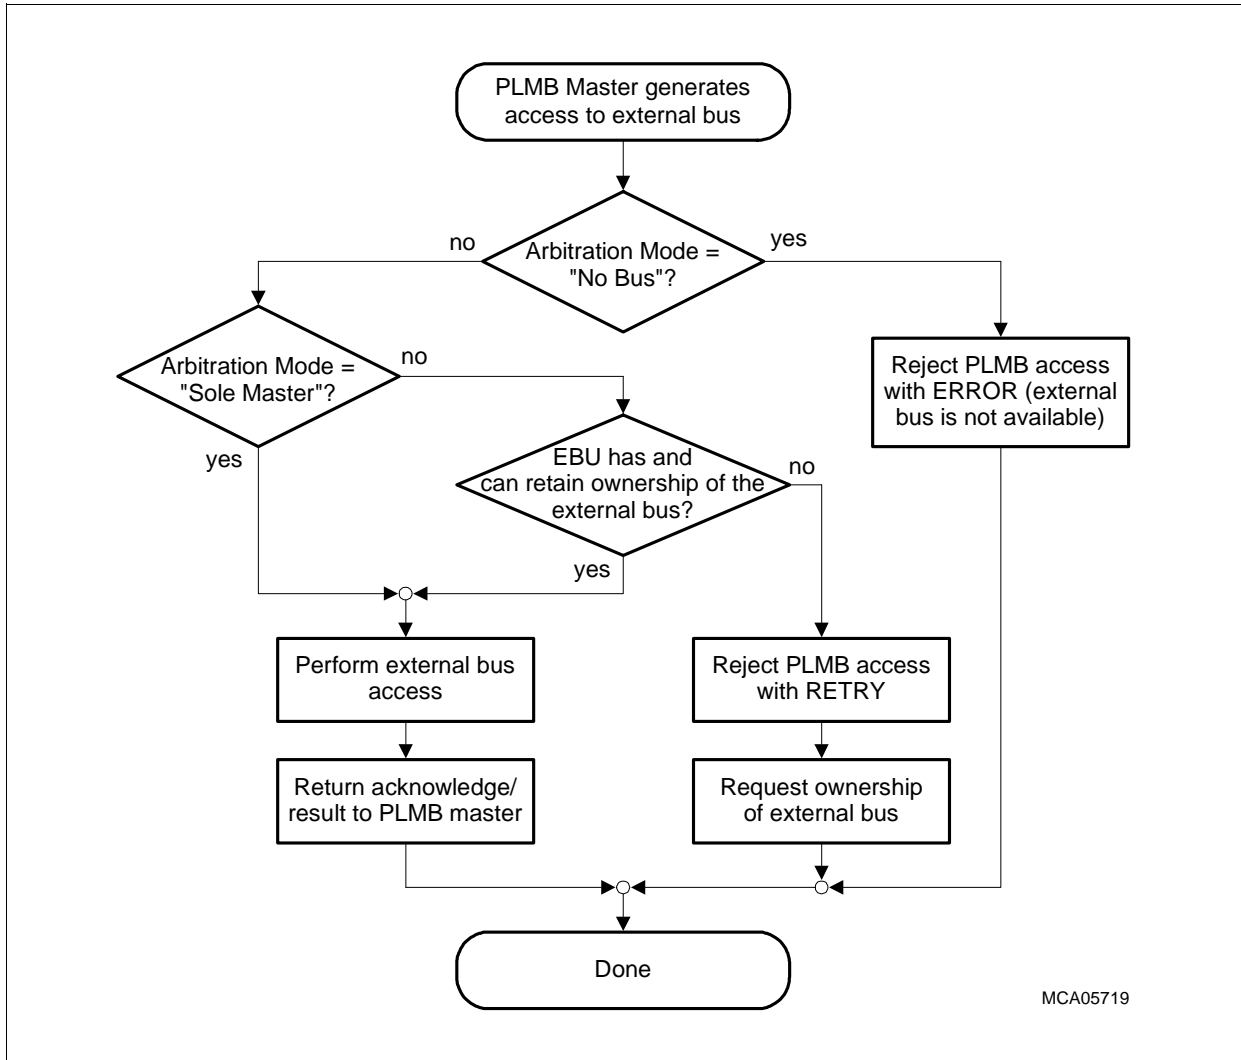 PLMB Master generates
access to external bus
no
Arbitration Mode =
"No Bus"?
yes
Arbitration Mode =
"Sole Master"?
no
yes
Reject PLMB access
with ERROR (external
bus is not available)
EBU has and
can retain ownership of the
external bus?
no
yes
Perform external bus
access
Reject PLMB access
with RETRY
Return acknowledge/
result to PLMB master
Request ownership
of external bus
Done
MCA05719